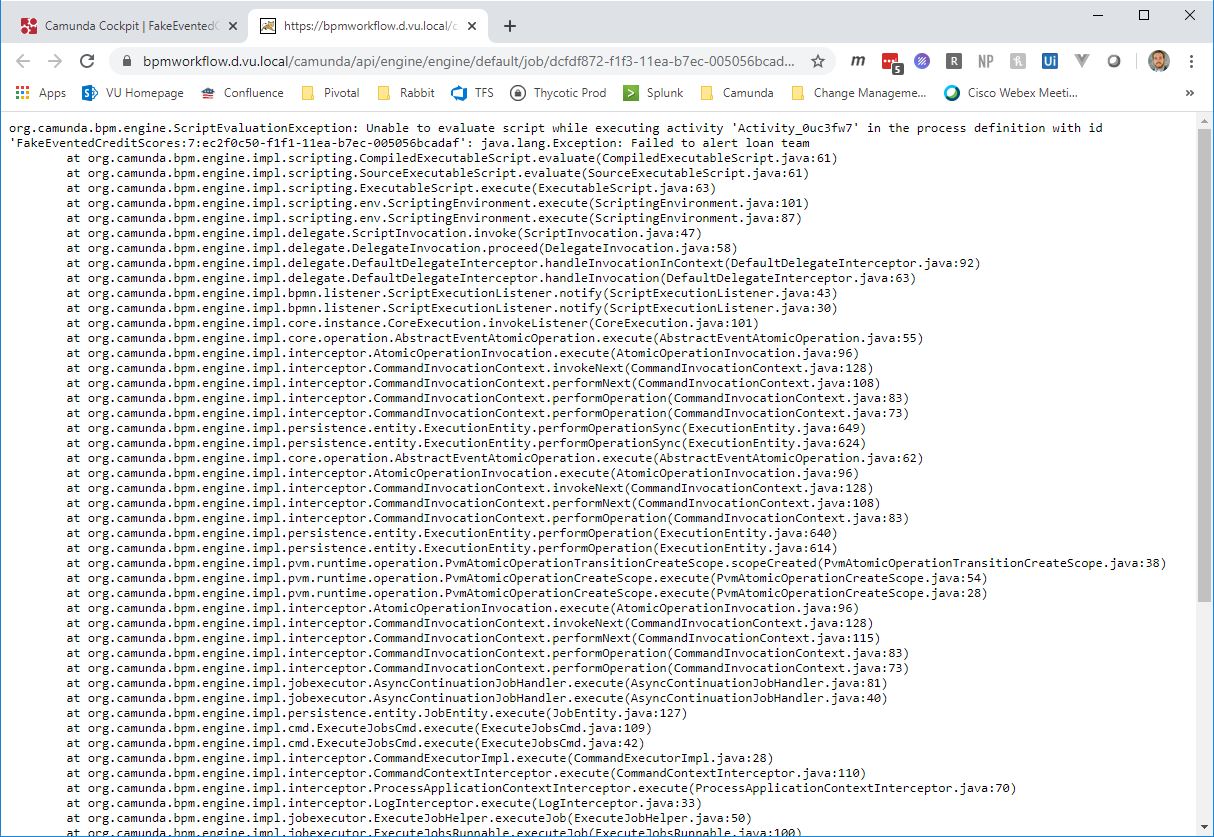 Camunda Cockpit | FakeEventedC
https://bpmworkflow.d.vu.local/c
bpmworkflow.d.vu.local/camunda/api/engine/engine/default/job/dcfdf872-f1f3-11ea-b7ec-005056bcad...
m 5 R NP h Ui
Apps VU Homepage Confluence Pivotal Rabbit TFS Thycotic Prod Splunk Camunda Change Manageme... Cisco Webex Meeti... »
org.camunda.bpm.engine.ScriptEvaluationException: Unable to evaluate script while executing activity 'Activity_0uc3fw7' in the process definition with id
'FakeEventedCreditScores:7:ec2f0c50-f1f1-11ea-b7ec-005056bcadaf': java.lang.Exception: Failed to alert loan team
at org.camunda.bpm.engine.impl.scripting.CompiledExecutableScript.evaluate(CompiledExecutableScript.java:61)
at org.camunda.bpm.engine.impl.scripting.SourceExecutableScript.evaluate(SourceExecutableScript.java:61)
at org.camunda.bpm.engine.impl.scripting.ExecutableScript.execute(ExecutableScript.java:63)
at org.camunda.bpm.engine.impl.scripting.env.ScriptingEnvironment.execute(ScriptingEnvironment.java:101)
at org.camunda.bpm.engine.impl.scripting.env.ScriptingEnvironment.execute(ScriptingEnvironment.java:87)
at org.camunda.bpm.engine.impl.delegate.ScriptInvocation.invoke(ScriptInvocation.java:47)
at org.camunda.bpm.engine.impl.delegate.DelegateInvocation.proceed(DelegateInvocation.java:58)
at org.camunda.bpm.engine.impl.delegate.DefaultDelegateInterceptor.handleInvocationInContext(DefaultDelegateInterceptor.java:92)
at org.camunda.bpm.engine.impl.delegate.DefaultDelegateInterceptor.handleInvocation(DefaultDelegateInterceptor.java:63)
at org.camunda.bpm.engine.impl.bpmn.listener.ScriptExecutionListener.notify(ScriptExecutionListener.java:43)
at org.camunda.bpm.engine.impl.bpmn.listener.ScriptExecutionListener.notify(ScriptExecutionListener.java:30)
at org.camunda.bpm.engine.impl.core.instance.CoreExecution.invokeListener(CoreExecution.java:101)
at org.camunda.bpm.engine.impl.core.operation.AbstractEventAtomicOperation.execute(AbstractEventAtomicOperation.java:55)
at org.camunda.bpm.engine.impl.interceptor.AtomicOperationInvocation.execute(AtomicOperationInvocation.java:96)
at org.camunda.bpm.engine.impl.interceptor.CommandInvocationContext.invokeNext(CommandInvocationContext.java:128)
at org.camunda.bpm.engine.impl.interceptor.CommandInvocationContext.performNext(CommandInvocationContext.java:108)
at org.camunda.bpm.engine.impl.interceptor.CommandInvocationContext.performOperation(CommandInvocationContext.java:83)
at org.camunda.bpm.engine.impl.interceptor.CommandInvocationContext.performOperation(CommandInvocationContext.java:73)
at org.camunda.bpm.engine.impl.persistence.entity.ExecutionEntity.performOperationSync(ExecutionEntity.java:649)
at org.camunda.bpm.engine.impl.persistence.entity.ExecutionEntity.performOperationSync(ExecutionEntity.java:624)
at org.camunda.bpm.engine.impl.core.operation.AbstractEventAtomicOperation.execute(AbstractEventAtomicOperation.java:62)
at org.camunda.bpm.engine.impl.interceptor.AtomicOperationInvocation.execute(AtomicOperationInvocation.java:96)
at org.camunda.bpm.engine.impl.interceptor.CommandInvocationContext.invokeNext(CommandInvocationContext.java:128)
at org.camunda.bpm.engine.impl.interceptor.CommandInvocationContext.performNext(CommandInvocationContext.java:108)
at org.camunda.bpm.engine.impl.interceptor.CommandInvocationContext.performOperation(CommandInvocationContext.java:83)
at org.camunda.bpm.engine.impl.persistence.entity.ExecutionEntity.performOperation(ExecutionEntity.java:640)
at org.camunda.bpm.engine.impl.persistence.entity.ExecutionEntity.performOperation(ExecutionEntity.java:614)
at org.camunda.bpm.engine.impl.pvm.runtime.operation.PvmAtomicOperationTransitionCreateScope.scopeCreated(PvmAtomicOperationTransitionCreateScope.java:38)
at org.camunda.bpm.engine.impl.pvm.runtime.operation.PvmAtomicOperationCreateScope.execute(PvmAtomicOperationCreateScope.java:54)
at org.camunda.bpm.engine.impl.pvm.runtime.operation.PvmAtomicOperationCreateScope.execute(PvmAtomicOperationCreateScope.java:28)
at org.camunda.bpm.engine.impl.interceptor.AtomicOperationInvocation.execute(AtomicOperationInvocation.java:96)
at org.camunda.bpm.engine.impl.interceptor.CommandInvocationContext.invokeNext(CommandInvocationContext.java:128)
at org.camunda.bpm.engine.impl.interceptor.CommandInvocationContext.performNext(CommandInvocationContext.java:115)
at org.camunda.bpm.engine.impl.interceptor.CommandInvocationContext.performOperation(CommandInvocationContext.java:83)
at org.camunda.bpm.engine.impl.interceptor.CommandInvocationContext.performOperation(CommandInvocationContext.java:73)
at org.camunda.bpm.engine.impl.jobexecutor.AsyncContinuationJobHandler.execute(AsyncContinuationJobHandler.java:81)
at org.camunda.bpm.engine.impl.jobexecutor.AsyncContinuationJobHandler.execute(AsyncContinuationJobHandler.java:40)
at org.camunda.bpm.engine.impl.persistence.entity.JobEntity.execute(JobEntity.java:127)
at org.camunda.bpm.engine.impl.cmd.ExecuteJobsCmd.execute(ExecuteJobsCmd.java:109)
at org.camunda.bpm.engine.impl.cmd.ExecuteJobsCmd.execute(ExecuteJobsCmd.java:42)
at org.camunda.bpm.engine.impl.interceptor.CommandExecutorImpl.execute(CommandExecutorImpl.java:28)
at org.camunda.bpm.engine.impl.interceptor.CommandContextInterceptor.execute(CommandContextInterceptor.java:110)
at org.camunda.bpm.engine.impl.interceptor.ProcessApplicationContextInterceptor.execute(ProcessApplicationContextInterceptor.java:70)
at org.camunda.bpm.engine.impl.interceptor.LogInterceptor.execute(LogInterceptor.java:33)
at org.camunda.bpm.engine.impl.jobexecutor.ExecuteJobHelper.executeJob(ExecuteJobHelper.java:50)
at org.camunda.bpm.engine.impl.jobexecutor.ExecuteJobsRunnable.executeJob(ExecuteJobsRunnable.java:100)